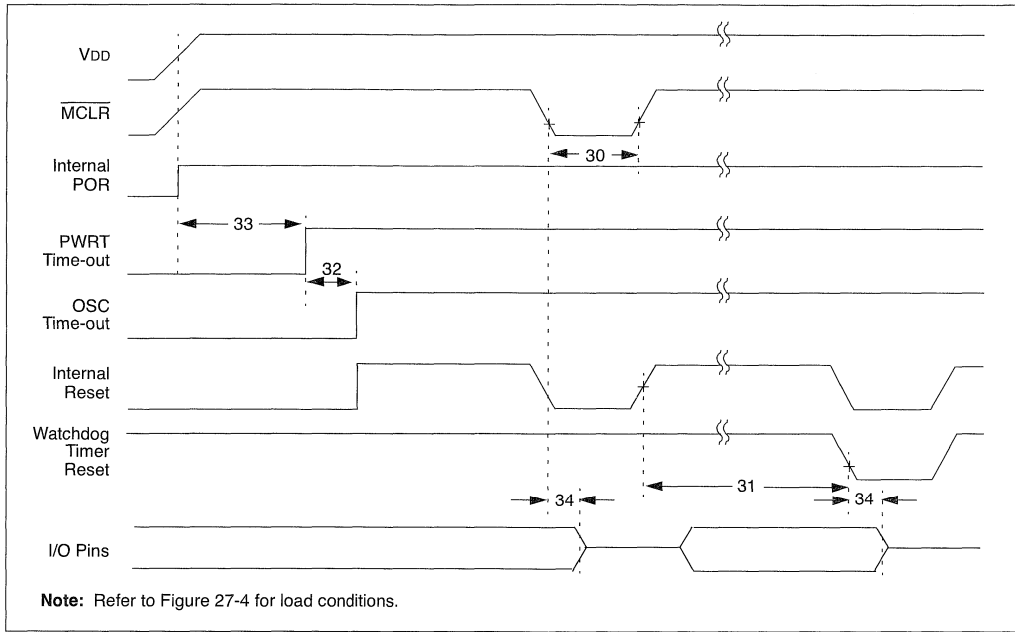 VDD
MCLR
30
Internal
POR
33
PWRT
Time-out
32
OSC
Time-out
Internal
Reset
Watchdog
Timer
Reset
31
34
34
I/O Pins
Note: Refer to Figure 27-4 for load conditions.